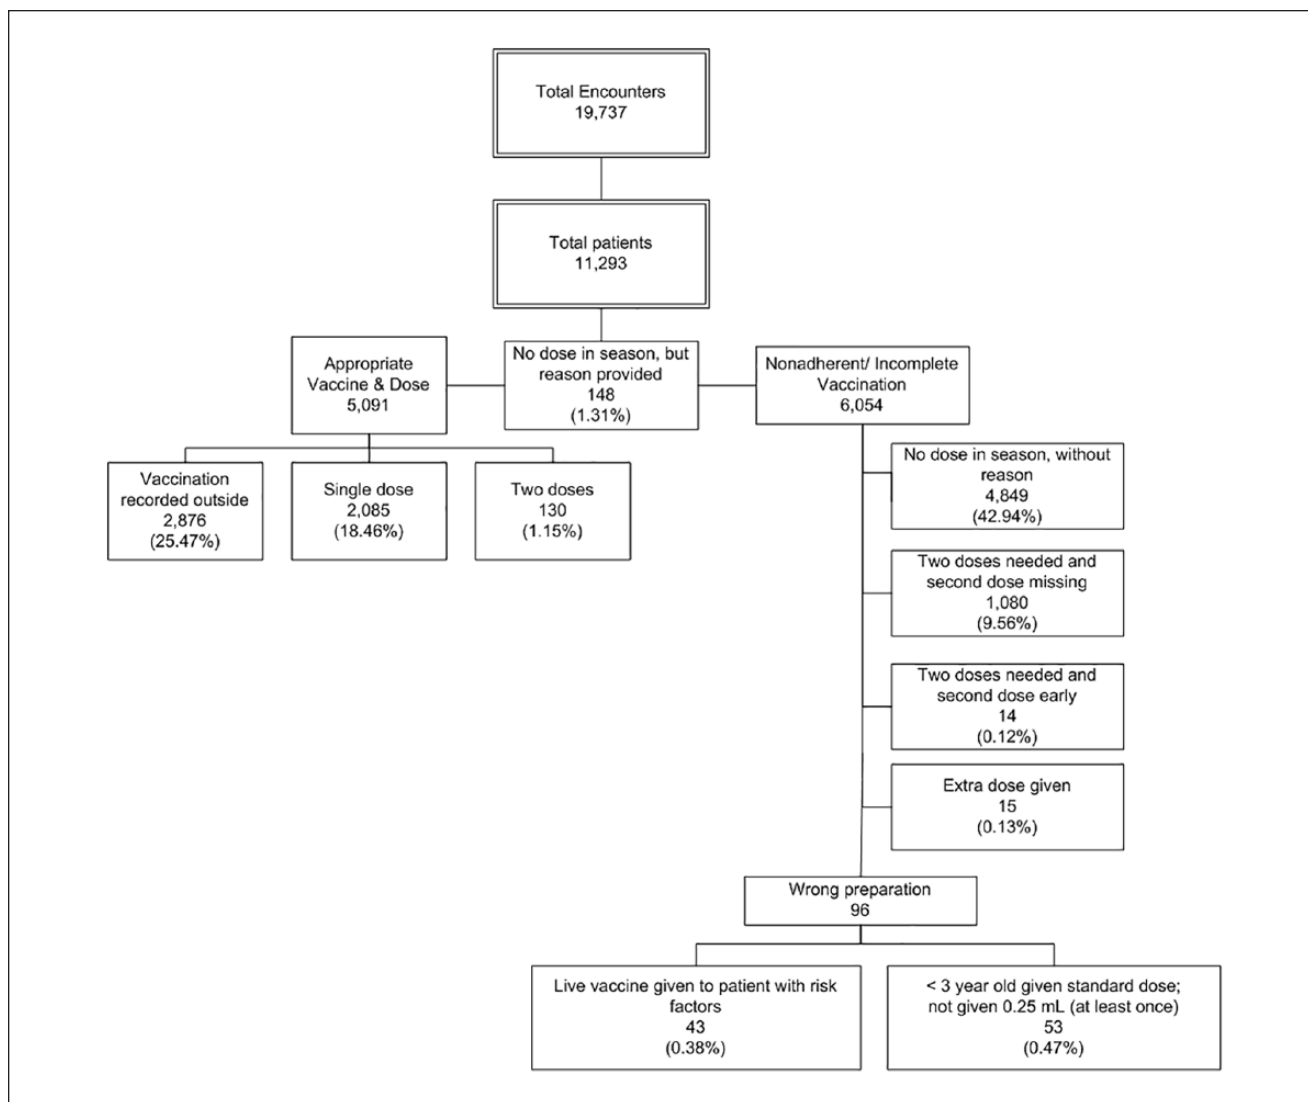 Total Encounters
19,737
Total patients
11,293
Appropriate
Vaccine & Dose
5,091
No dose in season, but
reason provided
148
(1.31%)
Nonadherent/ Incomplete
Vaccination
6,054
Vaccination
recorded outside
2,876
(25.47%)
Single dose
2,085
(18.46%)
Two doses
130
(1.15%)
No dose in season, without
reason
4,849
(42.94%)
Two doses needed and
second dose missing
1,080
(9.56%)
Two doses needed and
second dose early
14
(0.12%)
Extra dose given
15
(0.13%)
Wrong preparation
96
Live vaccine given to patient with risk
factors
43
(0.38%)
< 3 year old given standard dose;
not given 0.25 mL (at least once)
53
(0.47%)